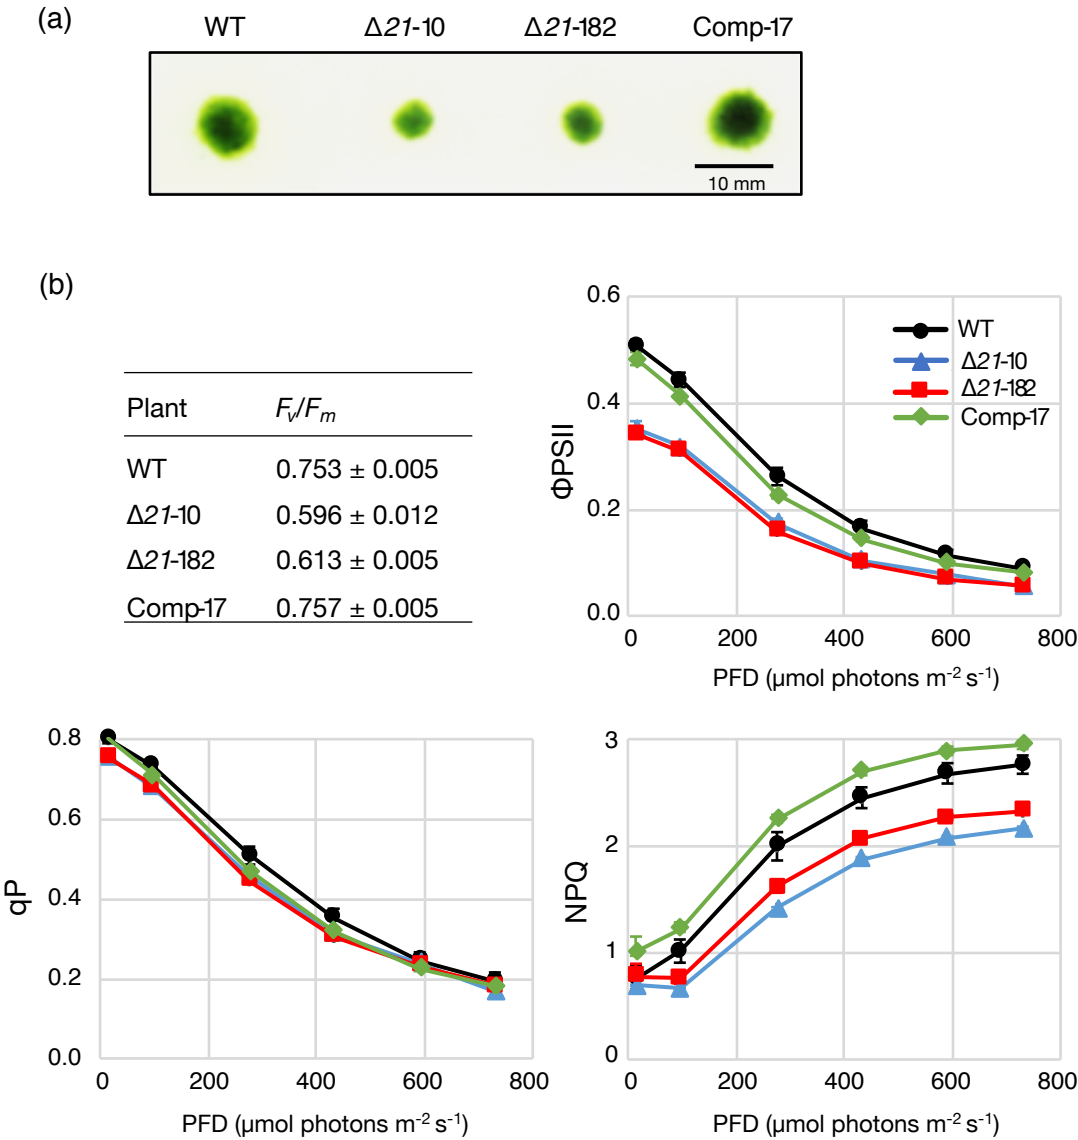 (a)
WT Δ21-10 Δ21-182 Comp-17
10 mm
(b)
Plant Fv/Fm
WT 0.753 ± 0.005
Δ21-10 0.596 ± 0.012
Δ21-182 0.613 ± 0.005
Comp-17 0.757 ± 0.005
ΦPSII
0.6
0.4
0.2
0.0
WT
Δ21-10
Δ21-182
Comp-17
0 200 400 600 800
PFD (μmol photons m⁻² s⁻¹)
qP
0.8
0.6
0.4
0.2
0.0
0 200 400 600 800
PFD (μmol photons m⁻² s⁻¹)
NPQ
3
2
1
0
0 200 400 600 800
PFD (μmol photons m⁻² s⁻¹)